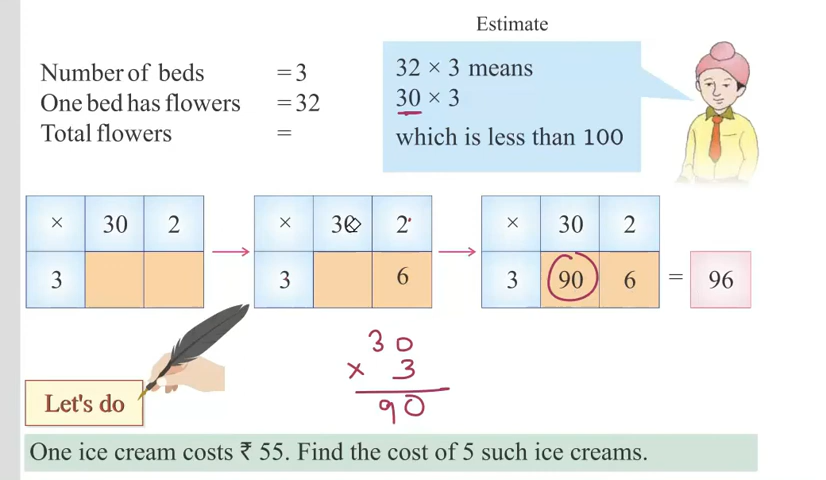 Estimate
Number of beds = 3
One bed has flowers = 32
Total flowers =
32 × 3 means
30 × 3
which is less than 100
× 30 2
3
× 30 2
3 6
× 30 2
3 90 6 = 96
30
× 3
90
Let's do
One ice cream costs ₹ 55. Find the cost of 5 such ice creams.